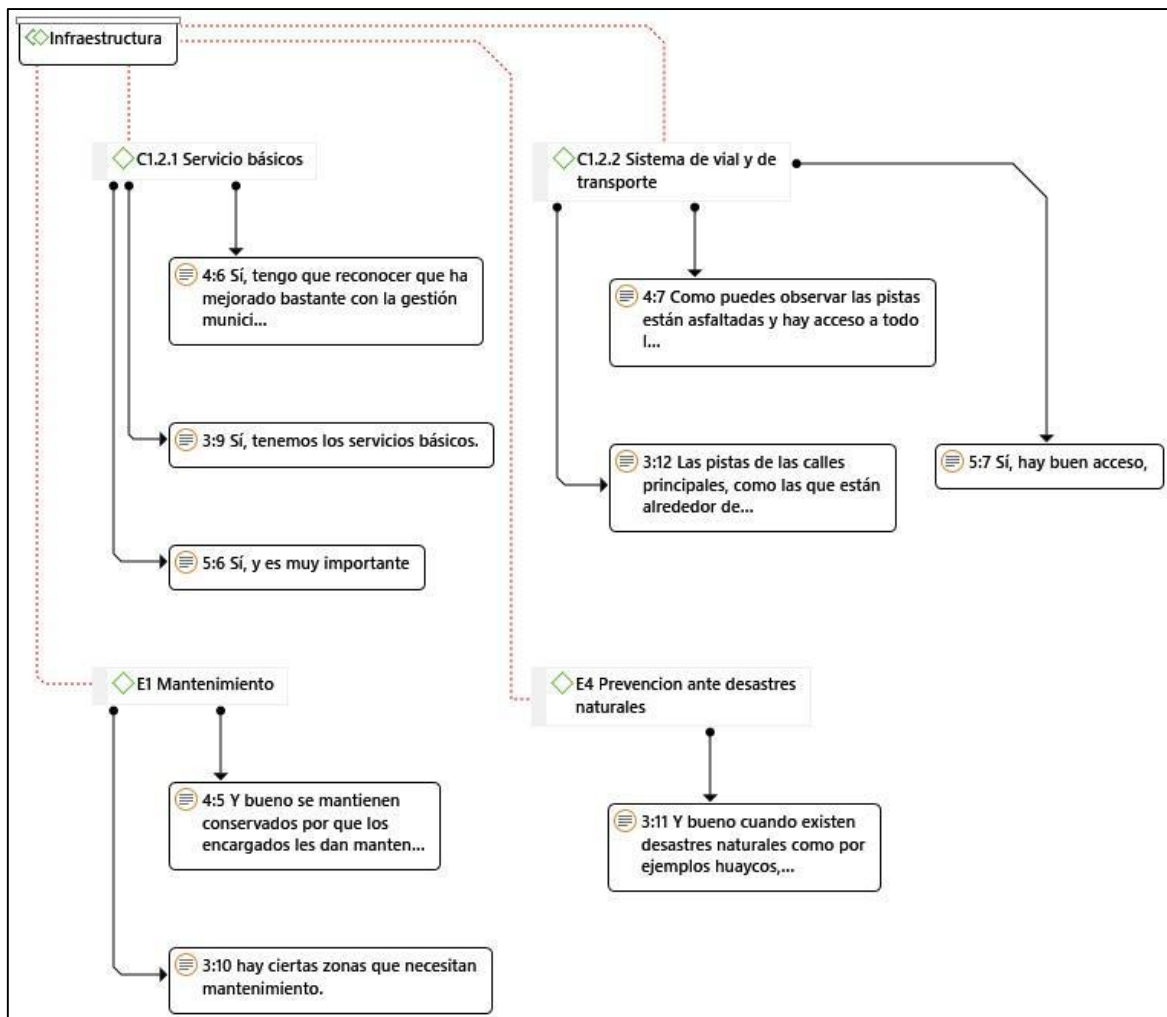 Infraestructura
C1.2.1 Servicio básicos
4:6 Sí, tengo que reconocer que ha
mejorado bastante con la gestión
munici...
3:9 Sí, tenemos los servicios básicos.
5:6 Sí, y es muy importante
C1.2.2 Sistema de vial y de
transporte
4:7 Como puedes observar las pistas
están asfaltadas y hay acceso a todo
l...
3:12 Las pistas de las calles
principales, como las que están
alrededor de...
5:7 Sí, hay buen acceso,
E1 Mantenimiento
4:5 Y bueno se mantienen
conservados por que los
encargados les dan manten...
3:10 hay ciertas zonas que necesitan
mantenimiento.
E4 Prevencion ante desastres
naturales
3:11 Y bueno cuando existen
desastres naturales como por
ejemplos huaycos,...